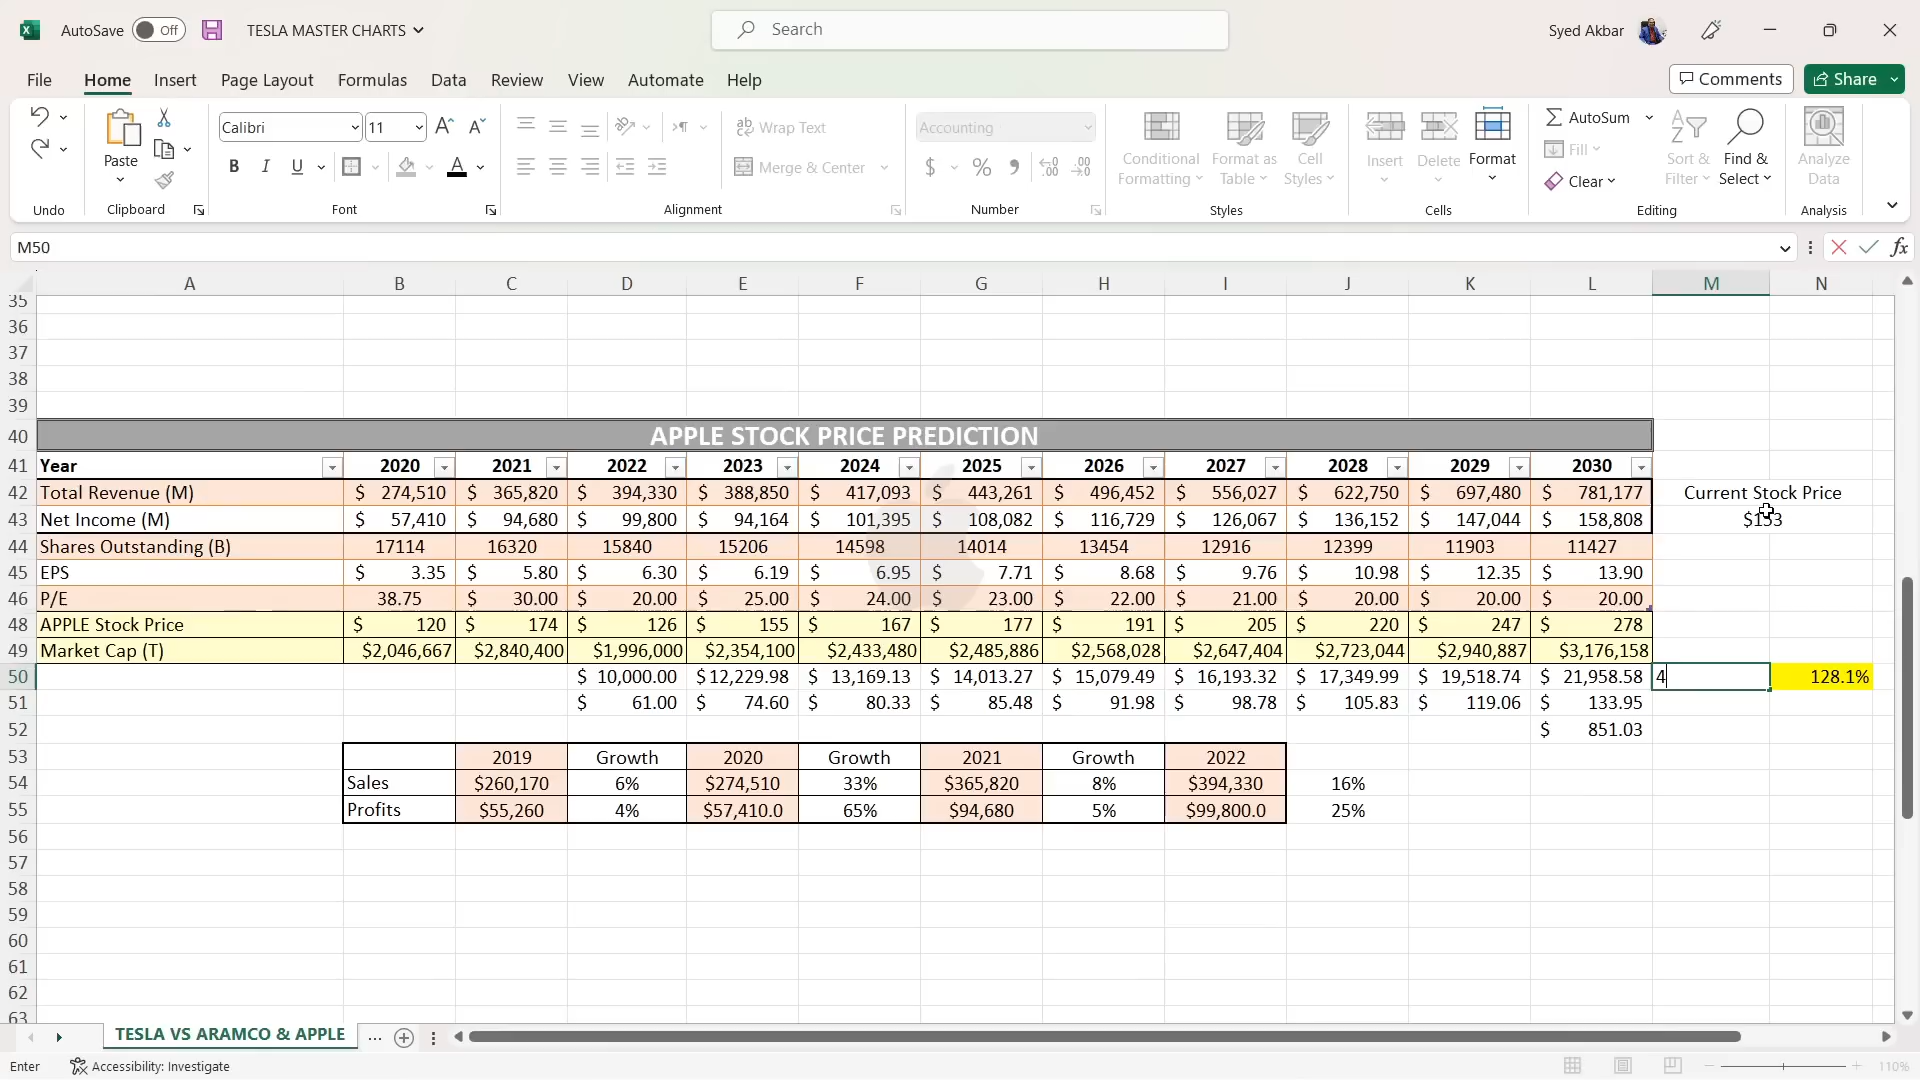 AutoSave Off TESLA MASTER CHARTS Search Syed Akbar
File Home Insert Page Layout Formulas Data Review View Automate Help Comments Share
Paste Calibri 11 Wrap Text Merge & Center Accounting Conditional Formatting Format as Table Cell Styles Insert Delete Format AutoSum Fill Clear Sort & Filter Find & Select Analyze Data
Undo Clipboard Font Alignment Number Styles Cells Editing Analysis
M50
A B C D E F G H I J K L M N
35
36
37
38
39
40 APPLE STOCK PRICE PREDICTION
41 Year 2020 2021 2022 2023 2024 2025 2026 2027 2028 2029 2030
42 Total Revenue (M) $ 274,510 $ 365,820 $ 394,330 $ 388,850 $ 417,093 $ 443,261 $ 496,452 $ 556,027 $ 622,750 $ 697,480 $ 781,177 Current Stock Price
43 Net Income (M) $ 57,410 $ 94,680 $ 99,800 $ 94,164 $ 101,395 $ 108,082 $ 116,729 $ 126,067 $ 136,152 $ 147,044 $ 158,808 $153
44 Shares Outstanding (B) 17114 16320 15840 15206 14598 14014 13454 12916 12399 11903 11427
45 EPS $ 3.35 $ 5.80 $ 6.30 $ 6.19 $ 6.95 $ 7.71 $ 8.68 $ 9.76 $ 10.98 $ 12.35 $ 13.90
46 P/E 38.75 $ 30.00 $ 20.00 $ 25.00 $ 24.00 $ 23.00 $ 22.00 $ 21.00 $ 20.00 $ 20.00 $ 20.00
48 APPLE Stock Price $ 120 $ 174 $ 126 $ 155 $ 167 $ 177 $ 191 $ 205 $ 220 $ 247 $ 278
49 Market Cap (T) $2,046,667 $2,840,400 $1,996,000 $2,354,100 $2,433,480 $2,485,886 $2,568,028 $2,647,404 $2,723,044 $2,940,887 $3,176,158
50 $ 10,000.00 $12,229.98 $ 13,169.13 $ 14,013.27 $ 15,079.49 $ 16,193.32 $ 17,349.99 $ 19,518.74 $ 21,958.58 4 128.1%
51 $ 61.00 $ 74.60 $ 80.33 $ 85.48 $ 91.98 $ 98.78 $ 105.83 $ 119.06 $ 133.95
52 $ 851.03
53 2019 Growth 2020 Growth 2021 Growth 2022
54 Sales $260,170 6% $274,510 33% $365,820 8% $394,330 16%
55 Profits $55,260 4% $57,410.0 65% $94,680 5% $99,800.0 25%
56
57
58
59
60
61
62
63
TESLA VS ARAMCO & APPLE ...
Enter Accessibility: Investigate 110%